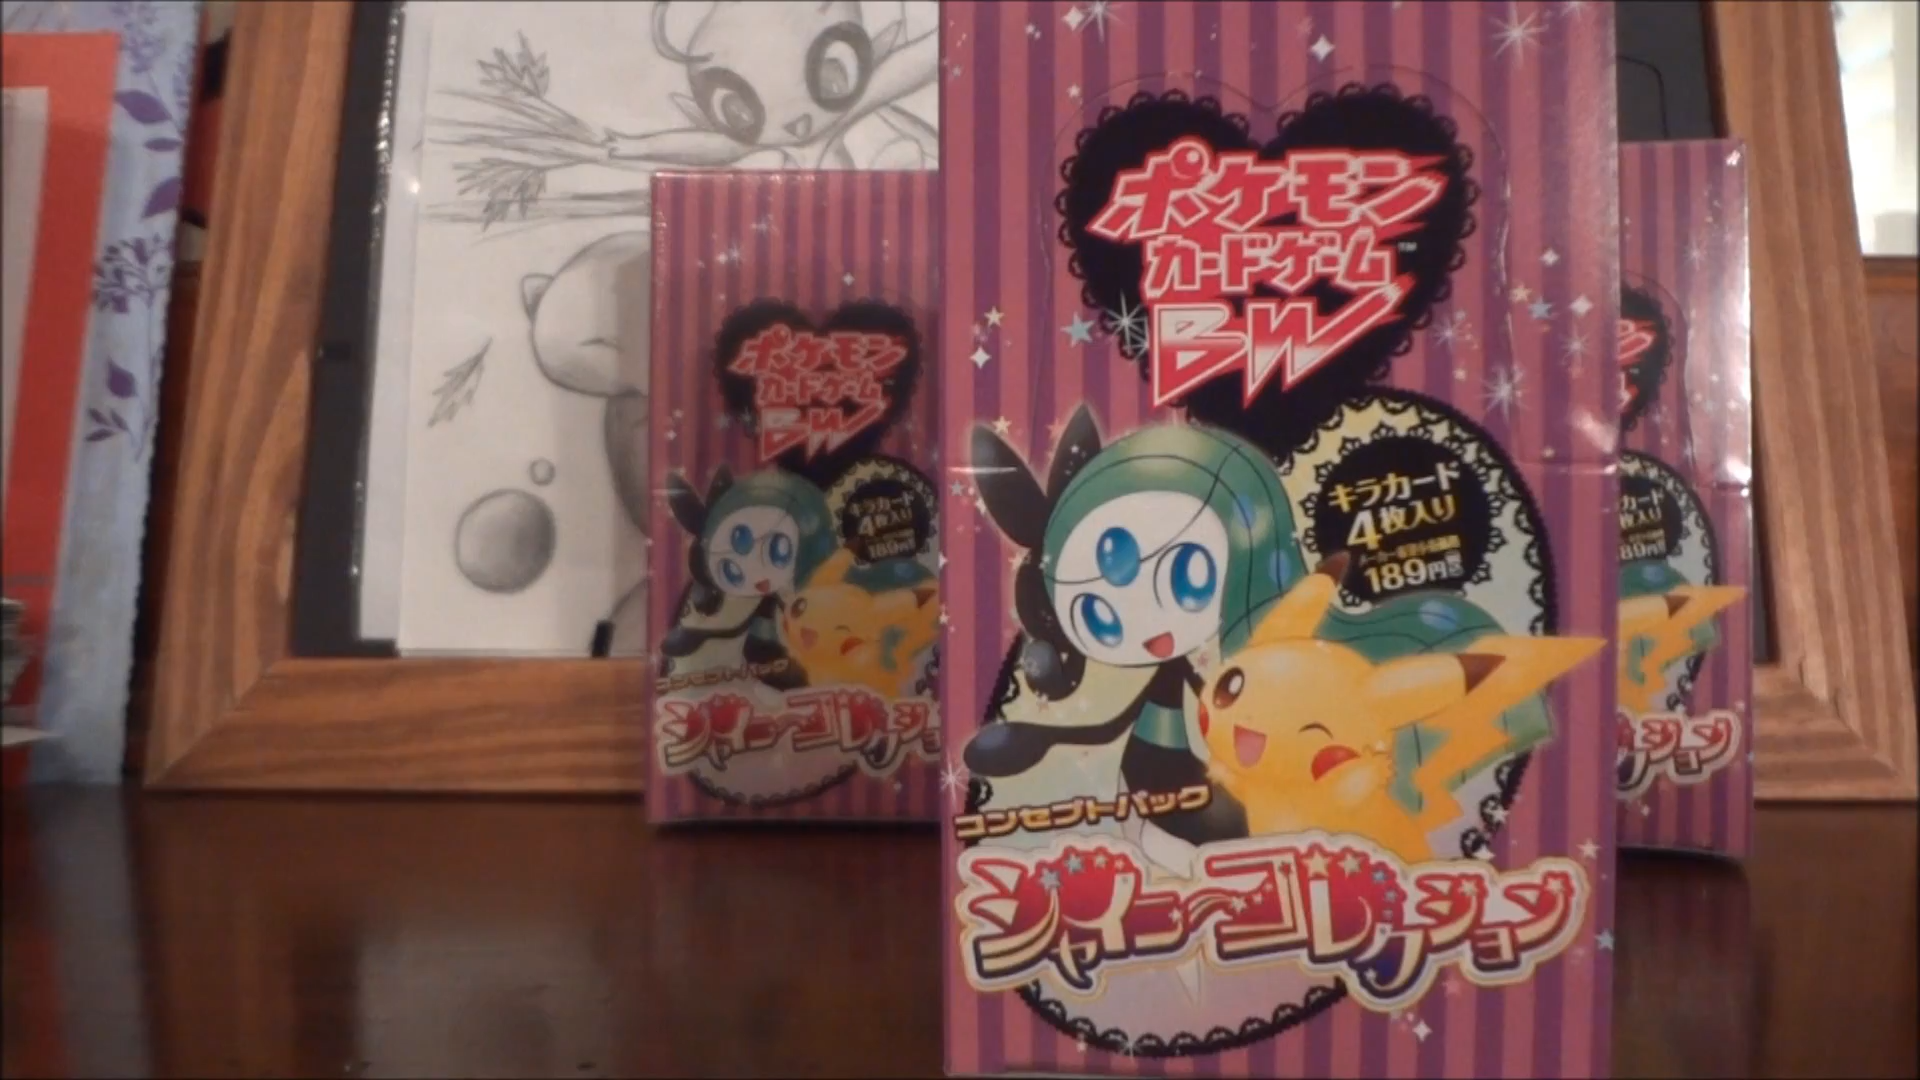 ポケモン
カードゲーム™
BW
キラカード
4枚入り
189円
コンセプトパック
シャイニーコレクション
ポケモン
カードゲーム
BW
キラカード
4枚入り
189円
コンセプトパック
シャイニーコレクショ